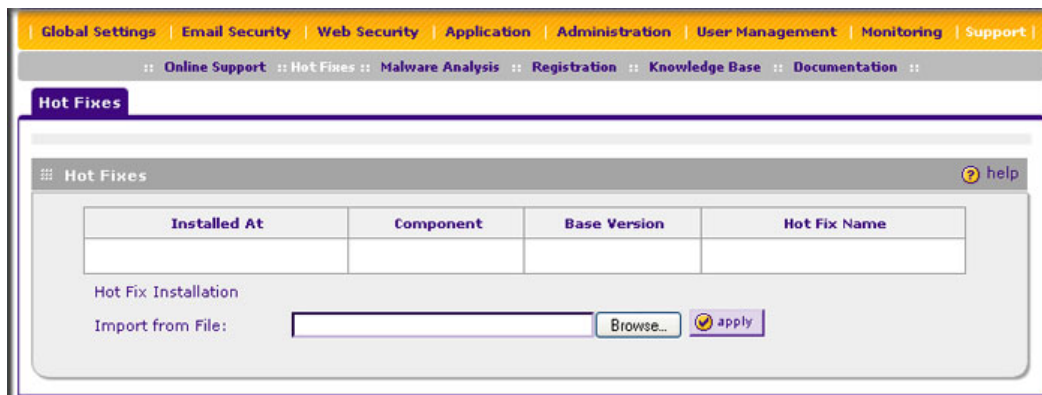 | Global Settings | Email Security | Web Security | Application | Administration | User Management | Monitoring | Support |
:: Online Support :: Hot Fixes :: Malware Analysis :: Registration :: Knowledge Base :: Documentation ::
Hot Fixes
Hot Fixes
? help
Installed At Component Base Version Hot Fix Name
Hot Fix Installation
Import from File: Browse... apply